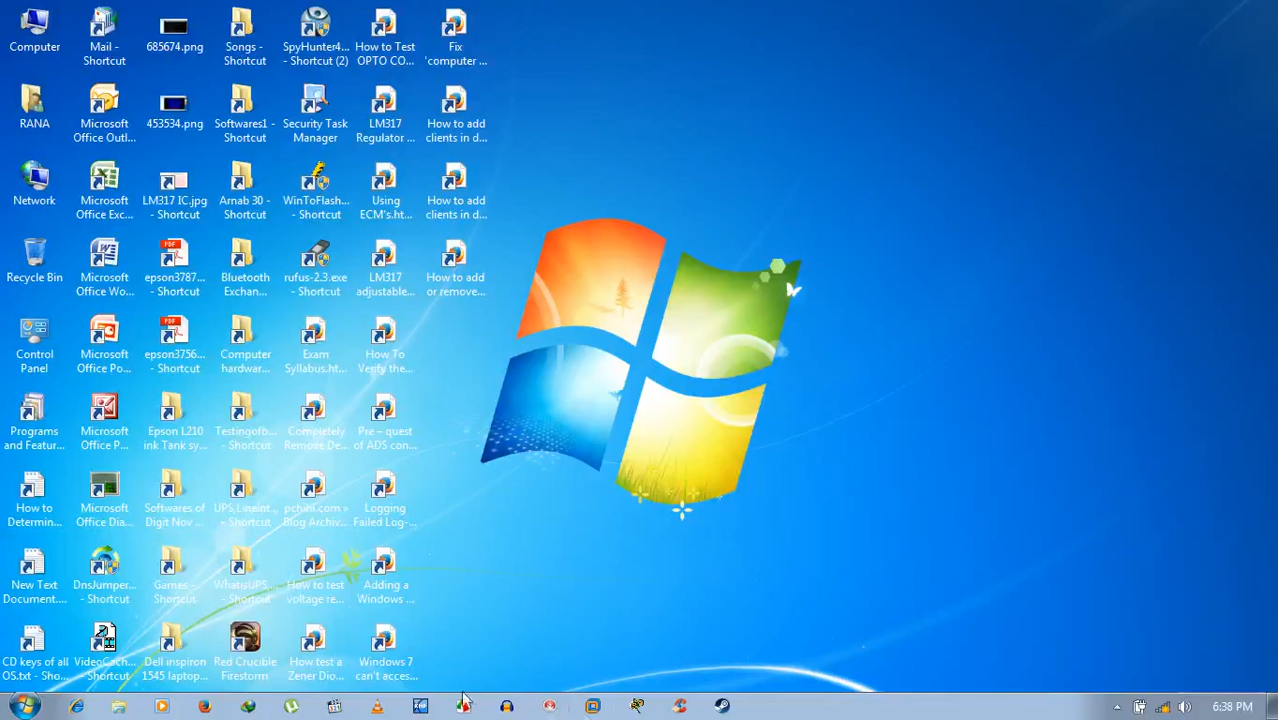 Computer
Mail -
Shortcut
685674.png
Songs -
Shortcut
SpyHunter4...
- Shortcut (2)
How to Test
OPTO CO...
Fix
'computer ...
RANA
Microsoft
Office Outl...
453534.png
Softwares1 -
Shortcut
Security Task
Manager
LM317
Regulator ...
How to add
clients in d...
Network
Microsoft
Office Exc...
LM317 IC.jpg
- Shortcut
Arnab 30 -
Shortcut
WinToFlash...
- Shortcut
Using
ECM's.ht...
How to add
clients in d...
Recycle Bin
Microsoft
Office Wo...
epson3787...
- Shortcut
Bluetooth
Exchan...
rufus-2.3.exe
- Shortcut
LM317
adjustable...
How to add
or remove...
Control
Panel
Microsoft
Office Po...
epson3756...
- Shortcut
Computer
hardwar...
Exam
Syllabus.ht...
How To
Verify the...
Programs
and Featur...
Microsoft
Office P...
Epson L210
ink Tank sy...
Testingofb...
- Shortcut
Completely
Remove De...
Pre – quest
of ADS con...
How to
Determin...
Microsoft
Office Dia...
Softwares of
Digit Nov ...
UPS,Lineint...
- Shortcut
pchuhi.com »
Blog Archiv...
Logging
Failed Log-...
New Text
Document....
DnsJumper...
- Shortcut
Games -
Shortcut
WhatisUPS,...
- Shortcut
How to test
voltage re...
Adding a
Windows ...
CD keys of all
OS.txt - Sho...
VideoCach...
- Shortcut
Dell inspiron
1545 laptop...
Red Crucible
Firestorm
How test a
Zener Dio...
Windows 7
can't acces...
6:38 PM